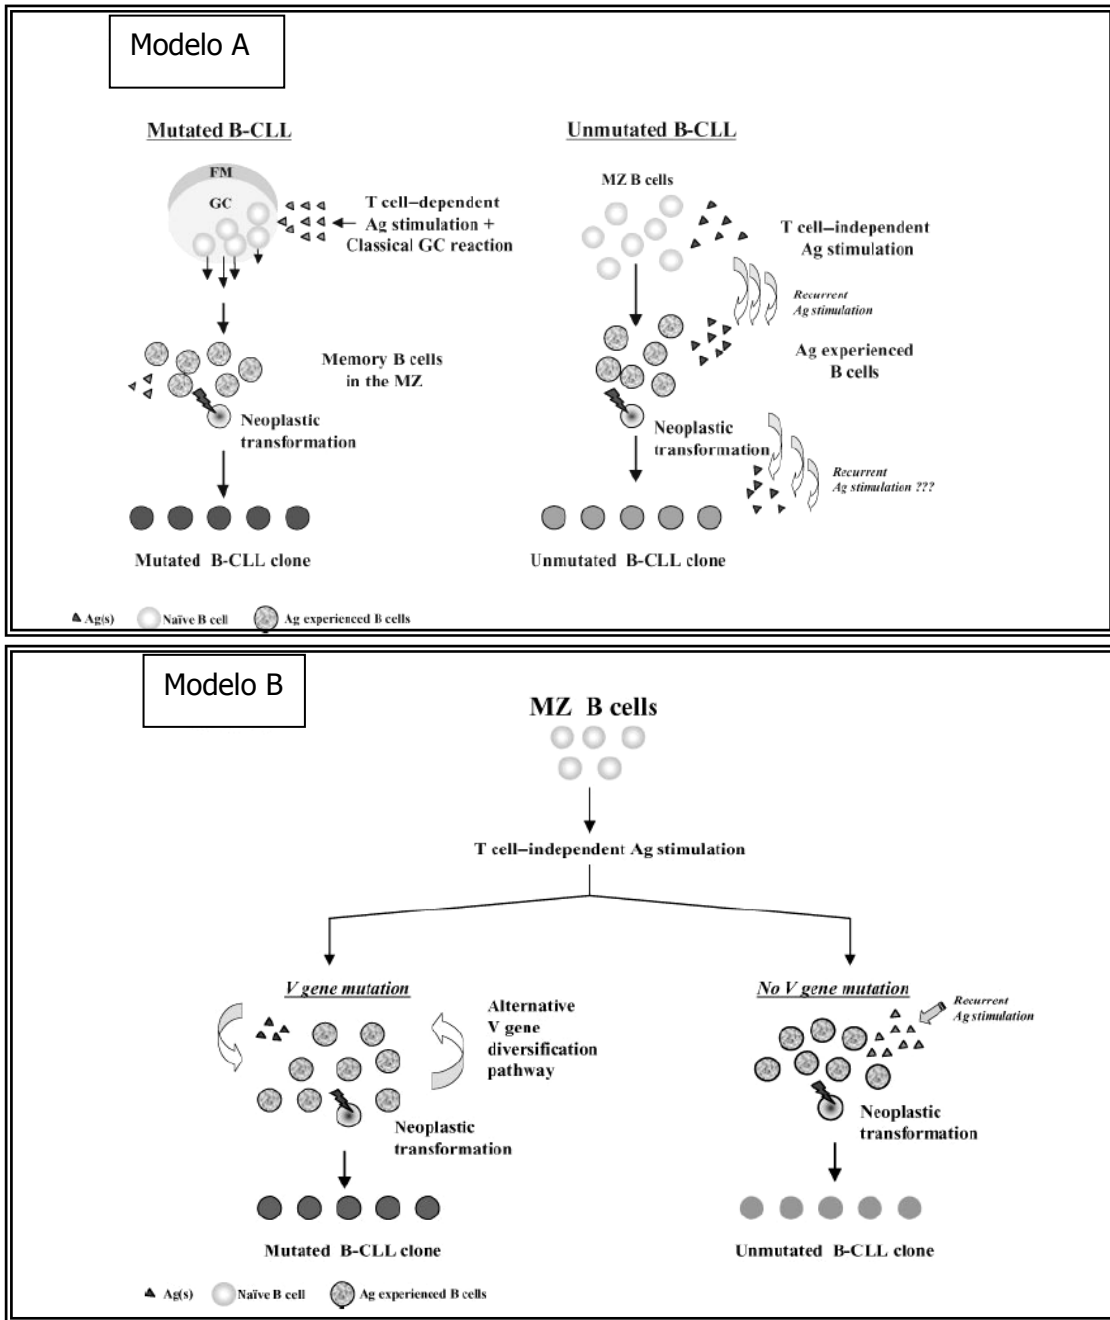 Modelo A
Mutated B-CLL
FM
GC
T cell–dependent
Ag stimulation +
Classical GC reaction
Memory B cells
in the MZ
Neoplastic
transformation
Mutated B-CLL clone
Unmutated B-CLL
MZ B cells
T cell–independent
Ag stimulation
Recurrent
Ag stimulation
Ag experienced
B cells
Neoplastic
transformation
Recurrent
Ag stimulation ???
Unmutated B-CLL clone
Ag(s) Naïve B cell Ag experienced B cells
Modelo B
MZ B cells
T cell–independent Ag stimulation
V gene mutation
Alternative
V gene
diversification
pathway
Neoplastic
transformation
Mutated B-CLL clone
No V gene mutation
Recurrent
Ag stimulation
Neoplastic
transformation
Unmutated B-CLL clone
Ag(s) Naïve B cell Ag experienced B cells